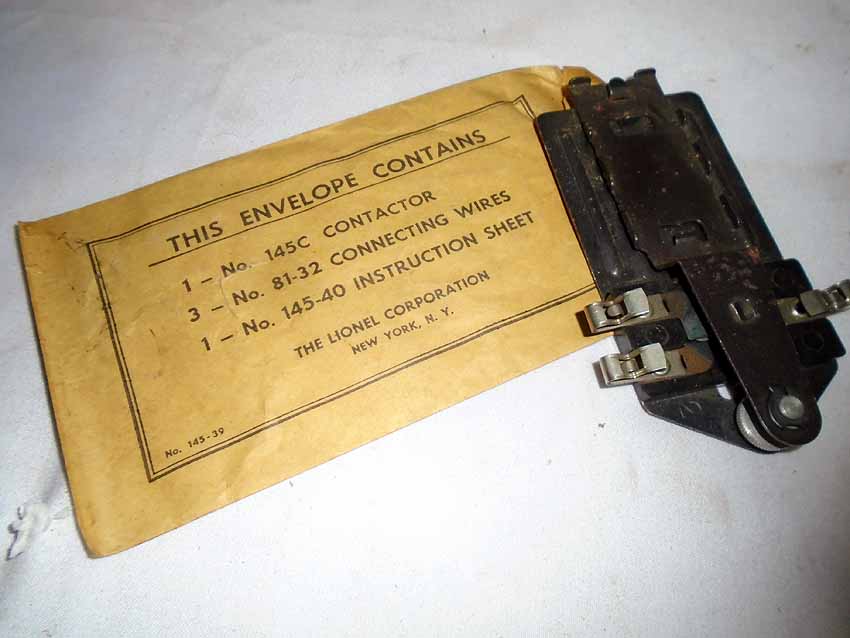 THIS ENVELOPE CONTAINS
1 – No. 145C CONTACTOR
3 – No. 81-32 CONNECTING WIRES
1 – No. 145-40 INSTRUCTION SHEET
THE LIONEL CORPORATION
NEW YORK, N. Y.
No. 145-39